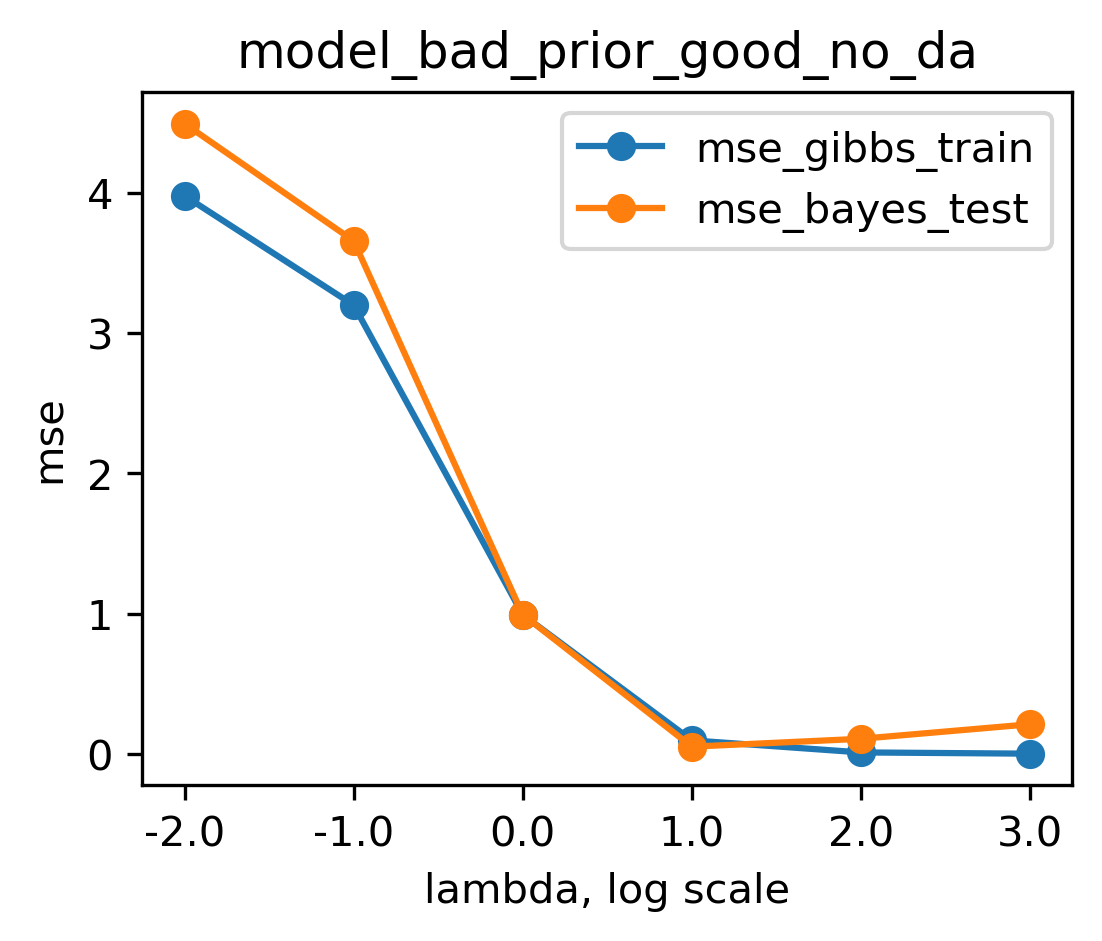 model_bad_prior_good_no_da
mse_gibbs_train
mse_bayes_test
mse
4
3
2
1
0
-2.0 -1.0 0.0 1.0 2.0 3.0
lambda, log scale